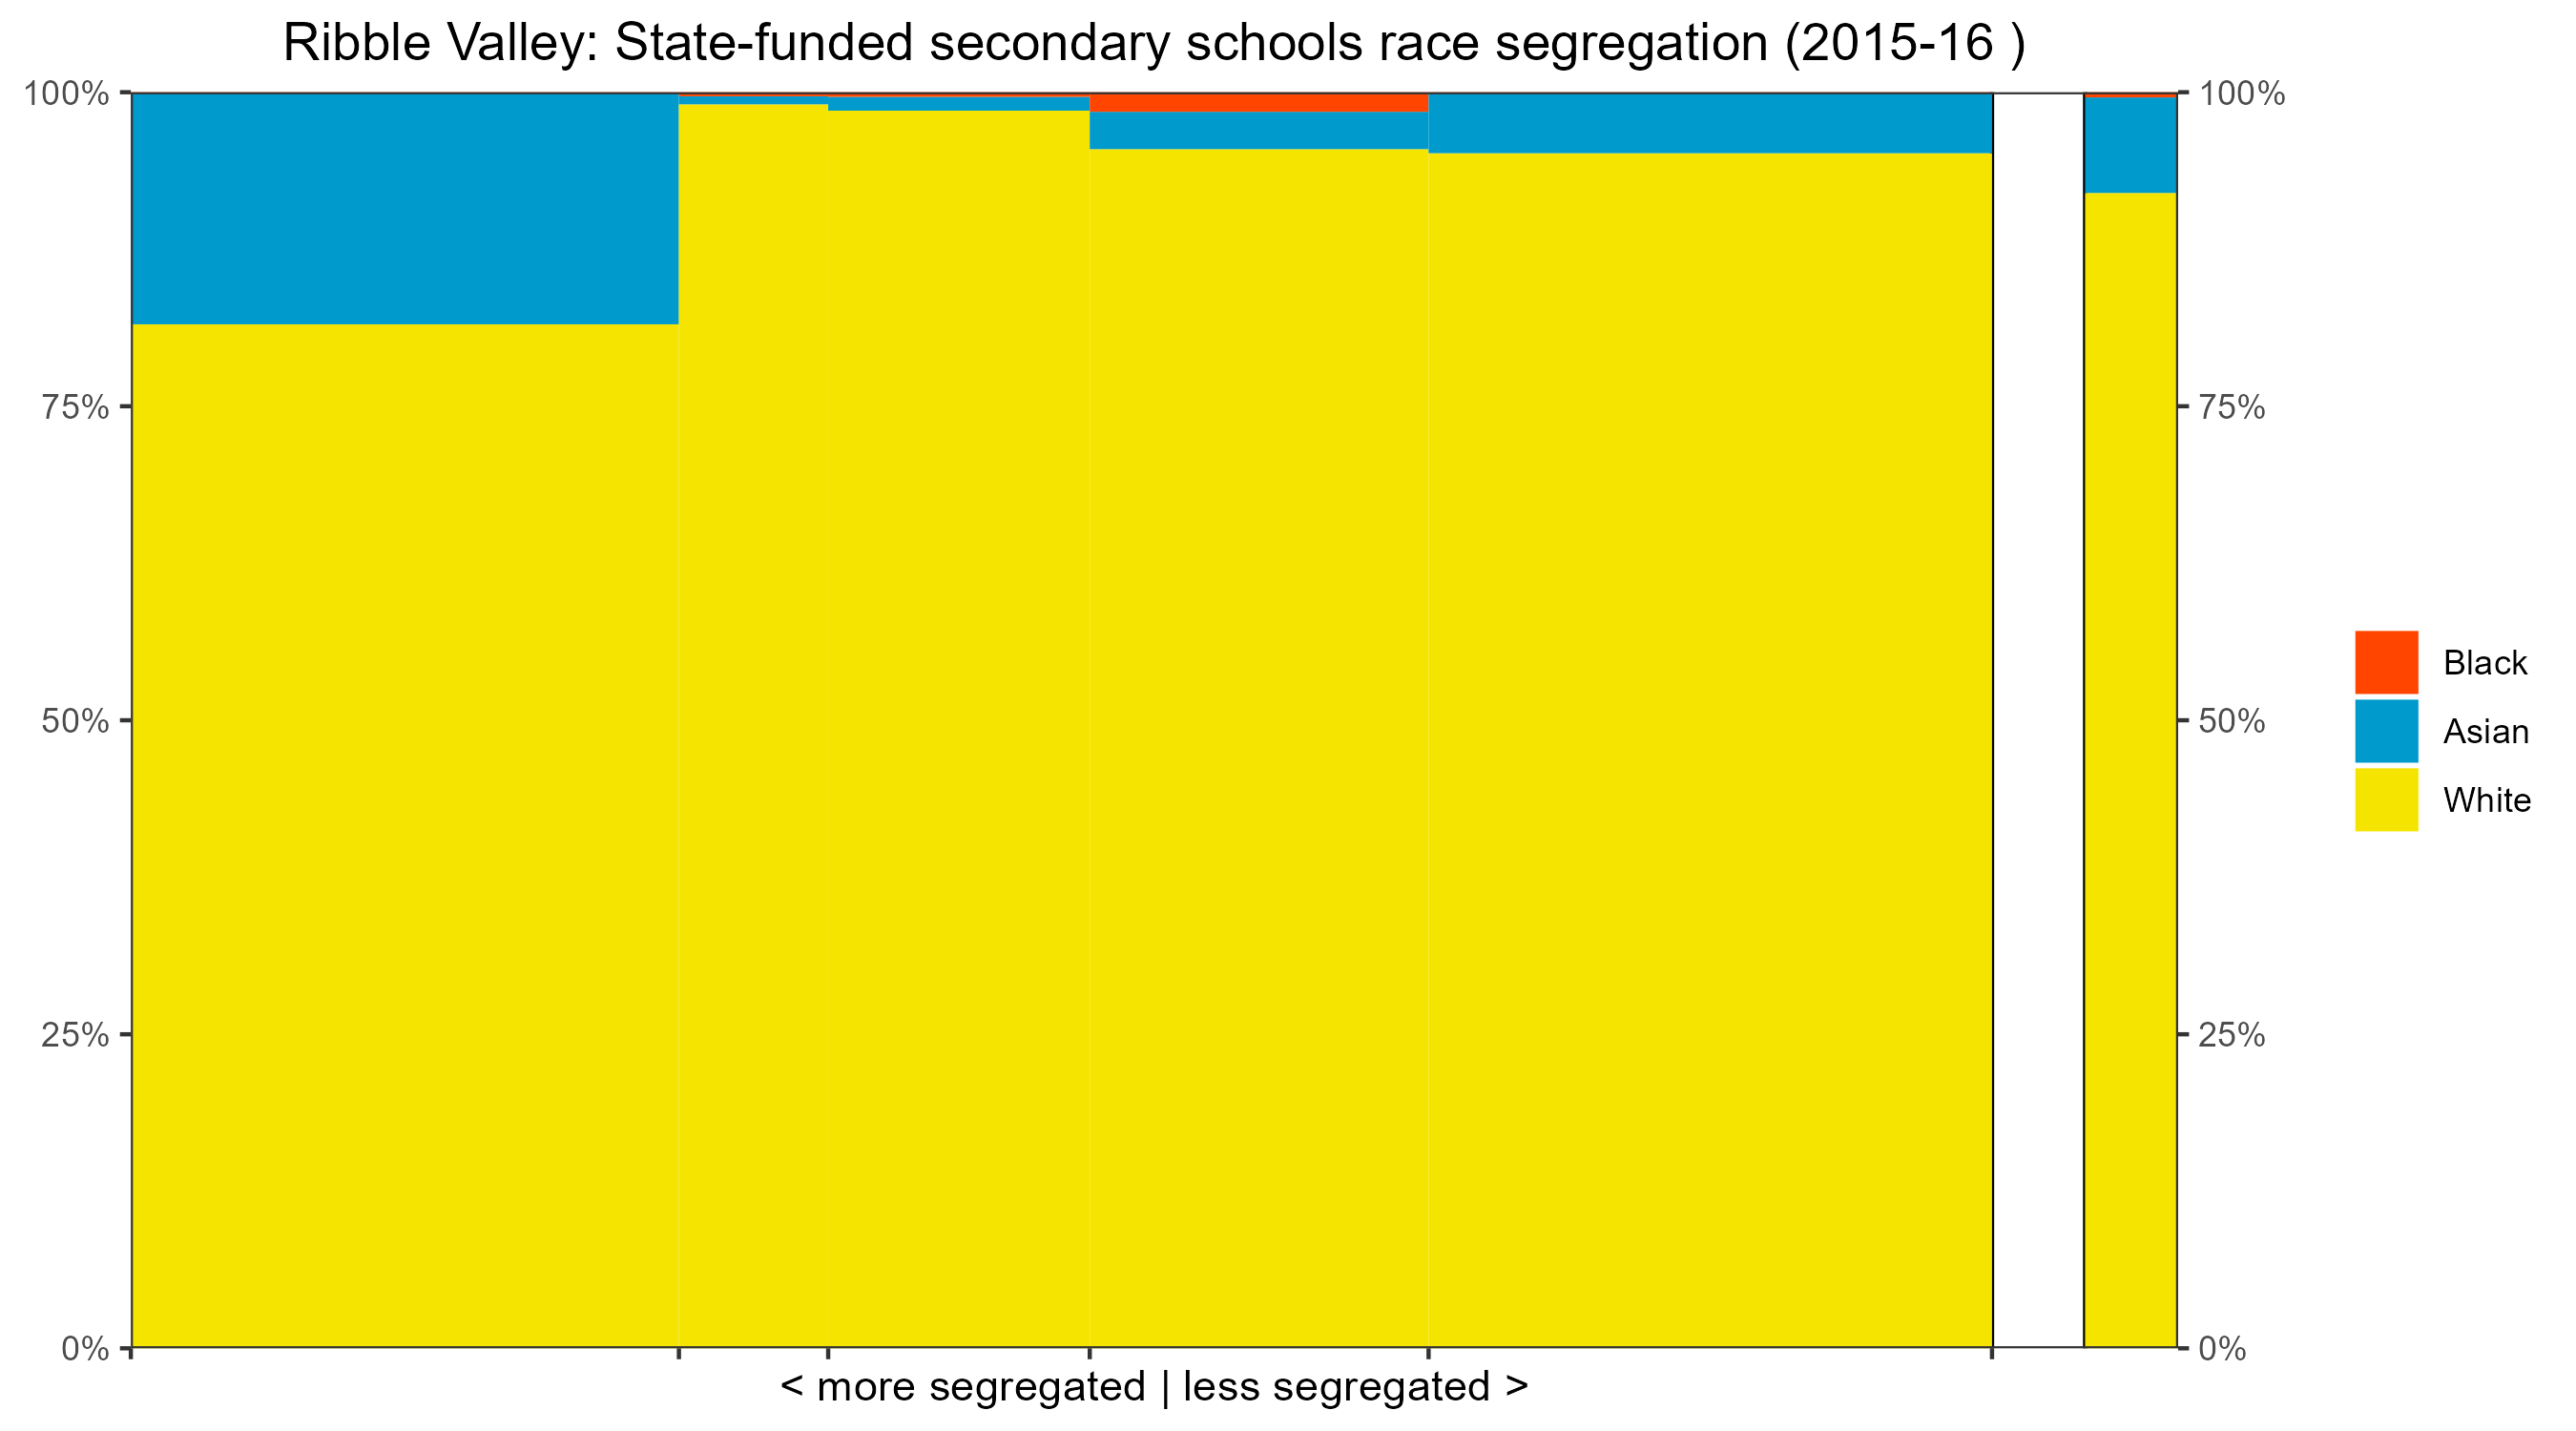 Ribble Valley: State-funded secondary schools race segregation (2015-16 )
100%
75%
50%
25%
0%
100%
75%
50%
25%
0%
Black
Asian
White
< more segregated | less segregated >